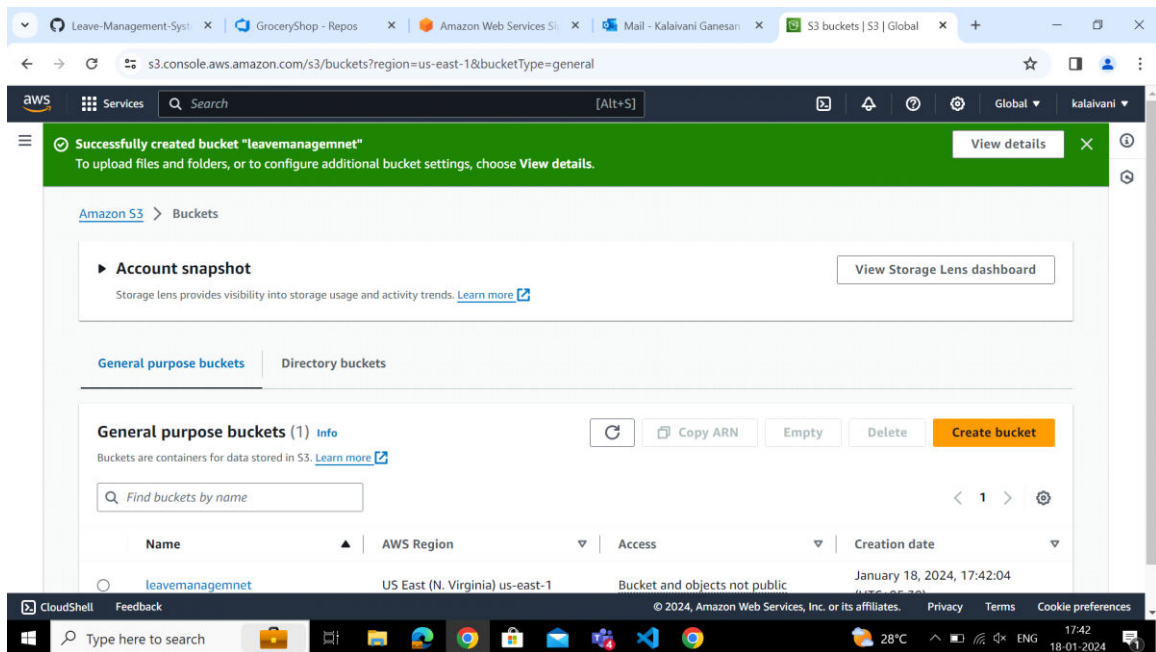 Leave-Management-Syst
GroceryShop - Repos
Amazon Web Services Si
Mail - Kalaivani Ganesan
S3 buckets | S3 | Global
s3.console.aws.amazon.com/s3/buckets?region=us-east-1&bucketType=general
aws
Services
Search
[Alt+S]
Global
kalaivani
Successfully created bucket "leavemanagemnet"
To upload files and folders, or to configure additional bucket settings, choose View details.
View details
Amazon S3 > Buckets
Account snapshot
View Storage Lens dashboard
Storage lens provides visibility into storage usage and activity trends. Learn more
General purpose buckets
Directory buckets
General purpose buckets (1) Info
Copy ARN
Empty
Delete
Create bucket
Buckets are containers for data stored in S3. Learn more
Find buckets by name
1
Name
AWS Region
Access
Creation date
leavemanagemnet
US East (N. Virginia) us-east-1
Bucket and objects not public
January 18, 2024, 17:42:04
CloudShell
Feedback
© 2024, Amazon Web Services, Inc. or its affiliates.
Privacy
Terms
Cookie preferences
Type here to search
28°C
ENG
17:42
18-01-2024
1